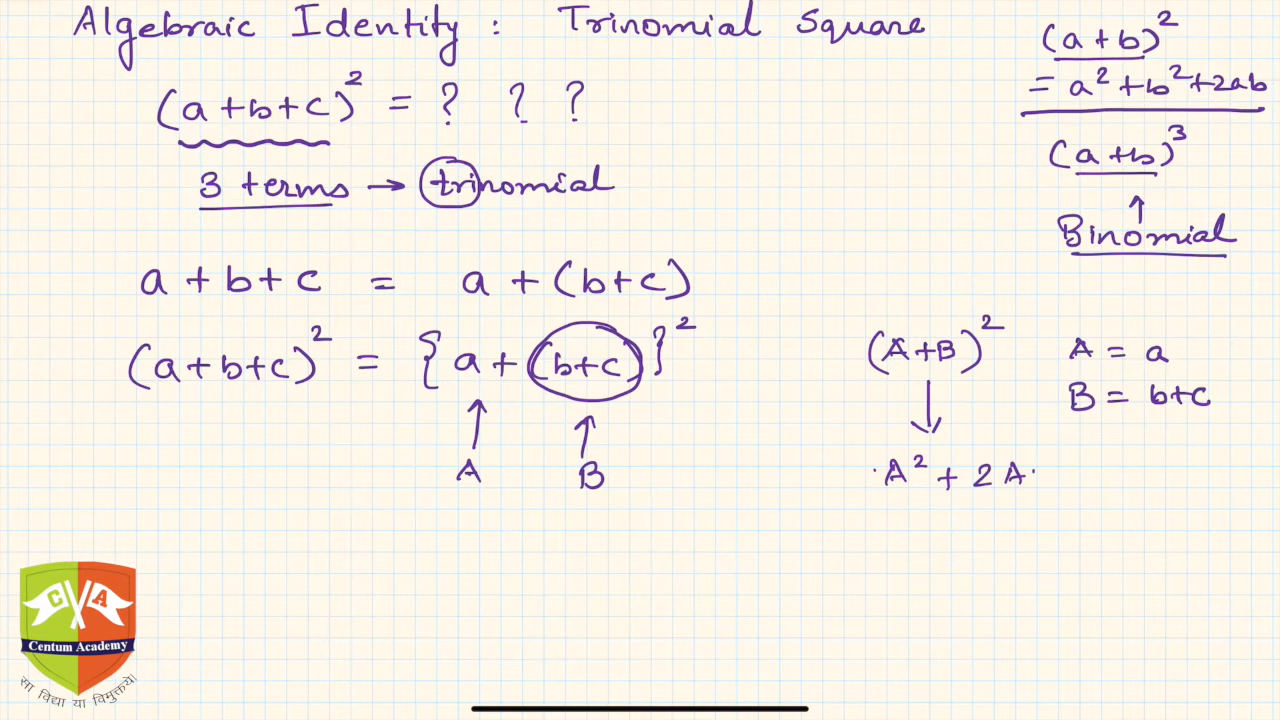 Algebraic Identity : Trinomial Square
(a+b+c)² = ? ? ?
3 terms → trinomial
a + b + c = a + (b+c)
(a+b+c)² = {a + (b+c)}²
A B
(a+b)²
= a² + b² + 2ab
(a+b)³
↑
Binomial
(A+B)²
A² + 2A·
A = a
B = b+c
C A
Centum Academy
सा विद्या या विमुक्तये।